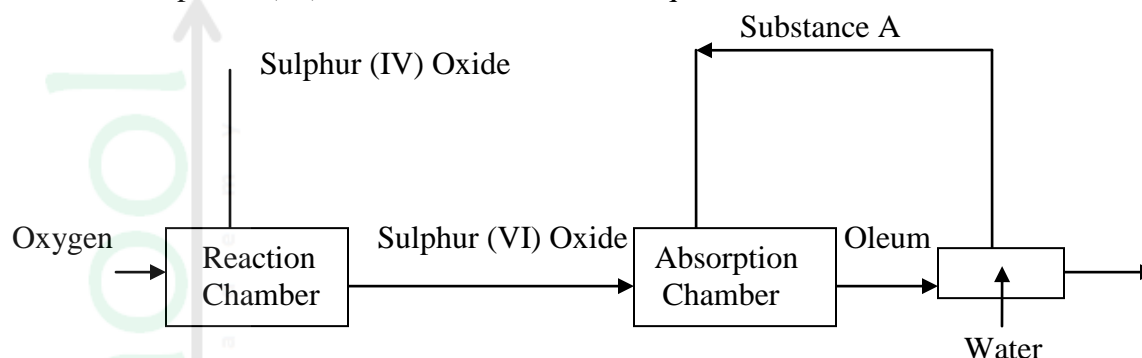 Substance A
Sulphur (IV) Oxide
Oxygen
Sulphur (VI) Oxide
Oleum
Reaction
Chamber
Absorption
Chamber
Water